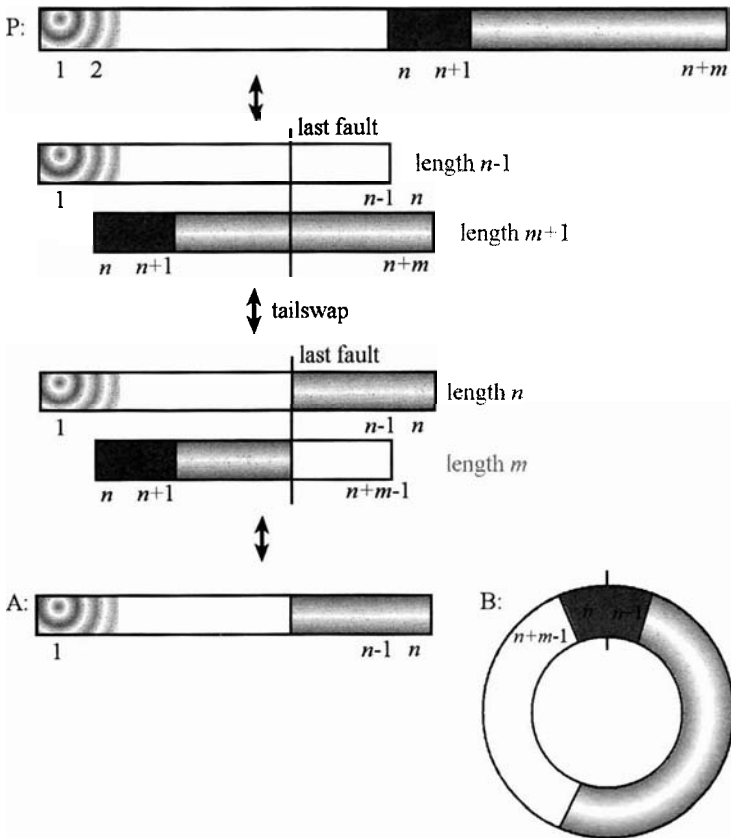 P:
1 2 n n+1 n+m
last fault
length n-1
1 n-1 n
length m+1
n n+1 n+m
tailswap
last fault
length n
1 n-1 n
length m
n n+1 n+m-1
A:
B:
n
n+m-1
1 n-1 n